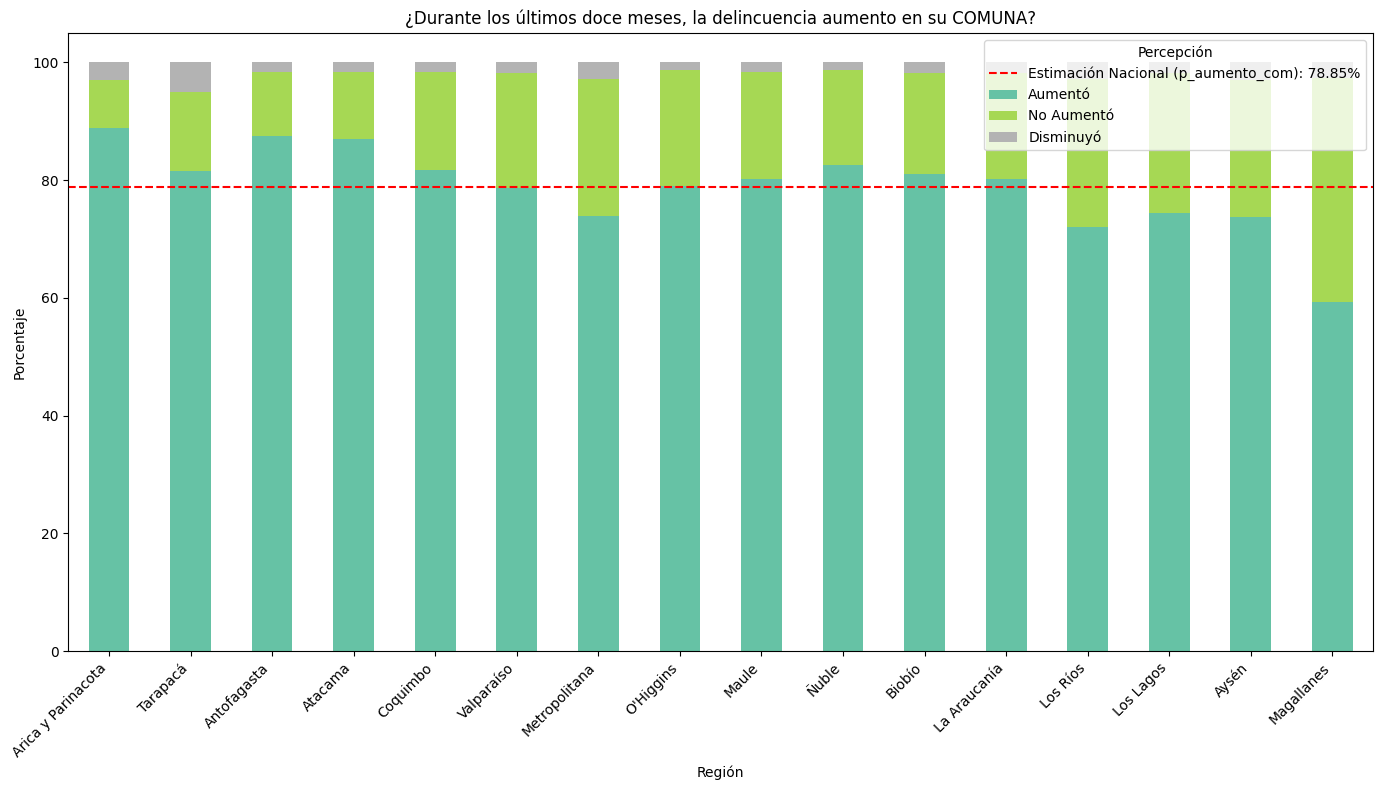 ¿Durante los últimos doce meses, la delincuencia aumento en su COMUNA?
Percepción
Estimación Nacional (p_aumento_com): 78.85%
Aumentó
No Aumentó
Disminuyó
Porcentaje
100
80
60
40
20
0
Arica y Parinacota
Tarapacá
Antofagasta
Atacama
Coquimbo
Valparaíso
Metropolitana
O'Higgins
Maule
Ñuble
Biobío
La Araucanía
Los Ríos
Los Lagos
Aysén
Magallanes
Región